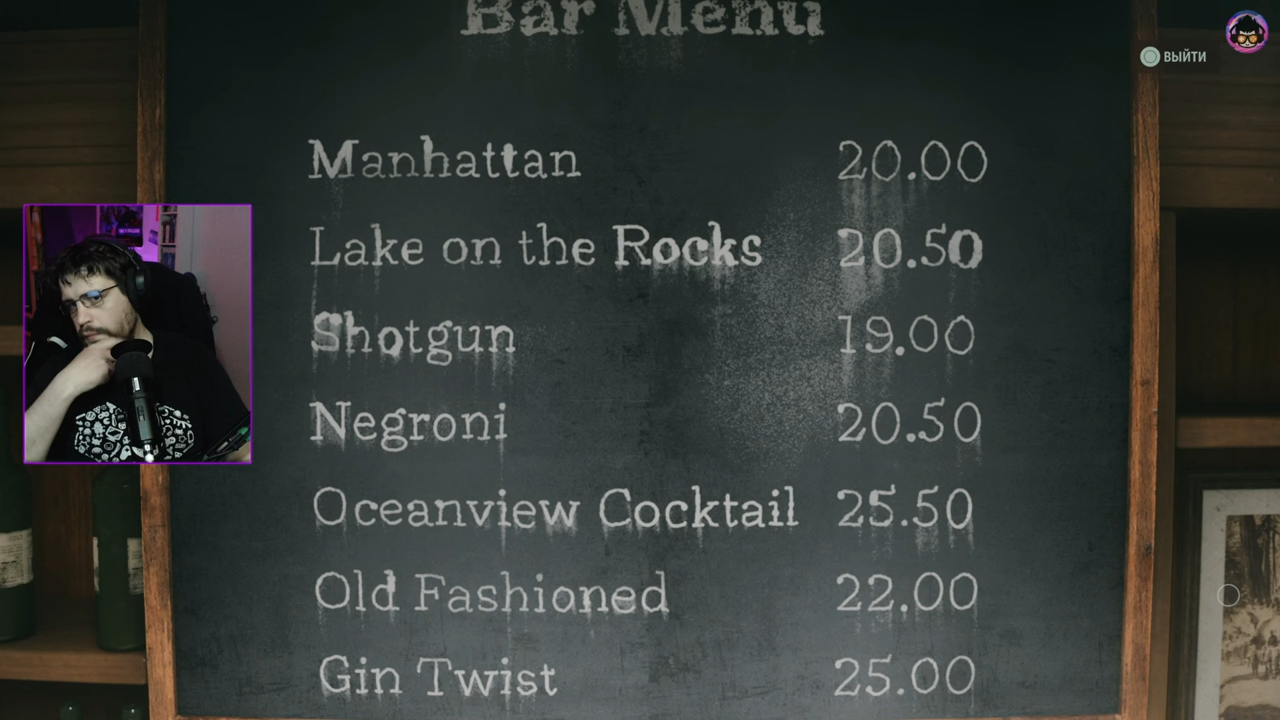 Bar Menu
ВЫЙТИ
Manhattan 20.00
Lake on the Rocks 20.50
Shotgun 19.00
Negroni 20.50
Oceanview Cocktail 25.50
Old Fashioned 22.00
Gin Twist 25.00